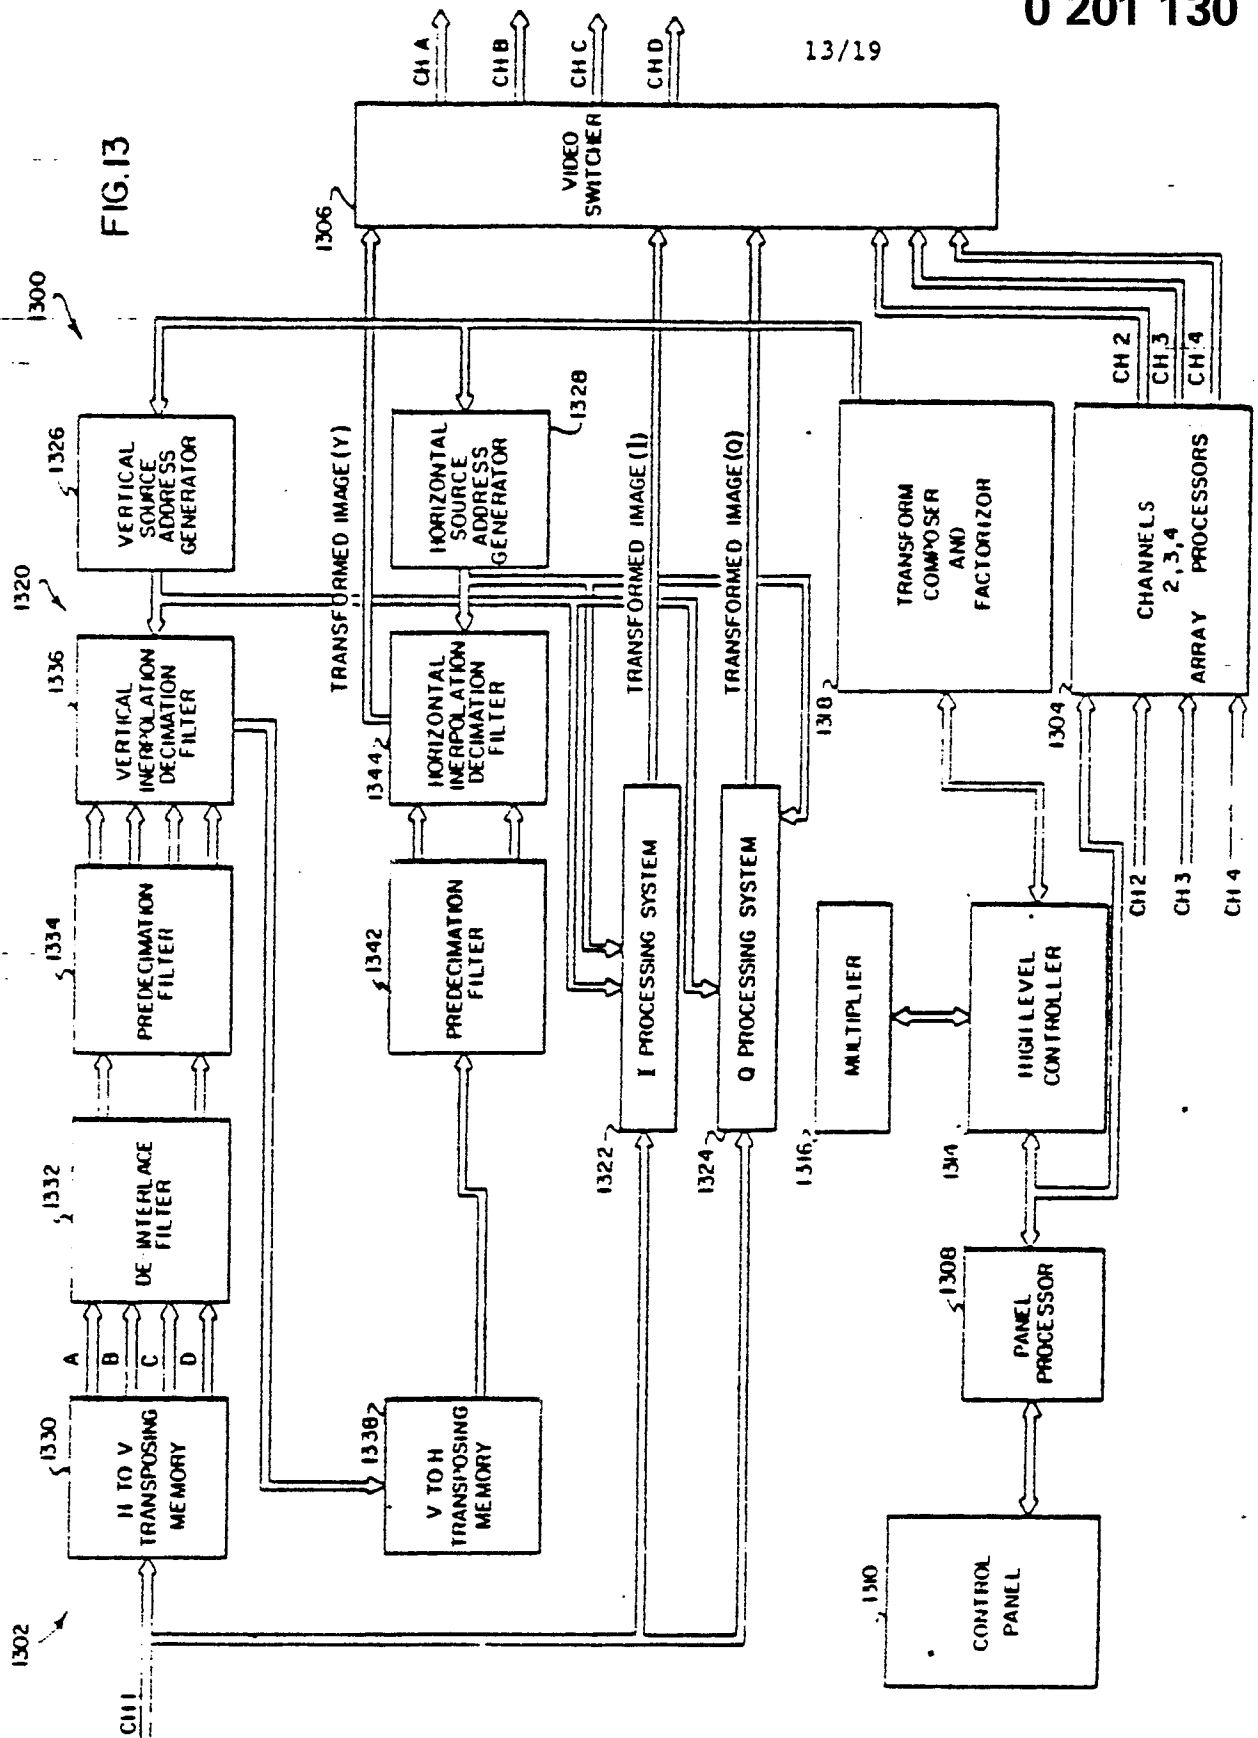 0 201 130
13/19
FIG.13
1300
1302
CH 1
1330
H TO V
TRANSPOSING
MEMORY
A
B
C
D
1332
DE-INTERLACE
FILTER
1334
PREDECIMATION
FILTER
1336
VERTICAL
INERPOLATION
DECIMATION
FILTER
1320
1326
VERTICAL
SOURCE
ADDRESS
GENERATOR
1338
V TO H
TRANSPOSING
MEMORY
1342
PREDECIMATION
FILTER
1344
HORIZONTAL
INERPOLATION
DECIMATION
FILTER
TRANSFORMED IMAGE (Y)
HORIZONTAL
SOURCE
ADDRESS
GENERATOR
1328
1306
VIDEO
SWITCHER
CH A
CH B
CH C
CH D
1322
I PROCESSING SYSTEM
TRANSFORMED IMAGE (I)
1324
Q PROCESSING SYSTEM
TRANSFORMED IMAGE (Q)
1316
MULTIPLIER
1318
TRANSFORM
COMPOSER
AND
FACTORIZOR
1310
CONTROL
PANEL
1308
PANEL
PROCESSOR
1314
HIGH LEVEL
CONTROLLER
1304
CHANNELS
2,3,4
ARRAY PROCESSORS
CH 2
CH 3
CH 4
CH 2
CH 3
CH 4